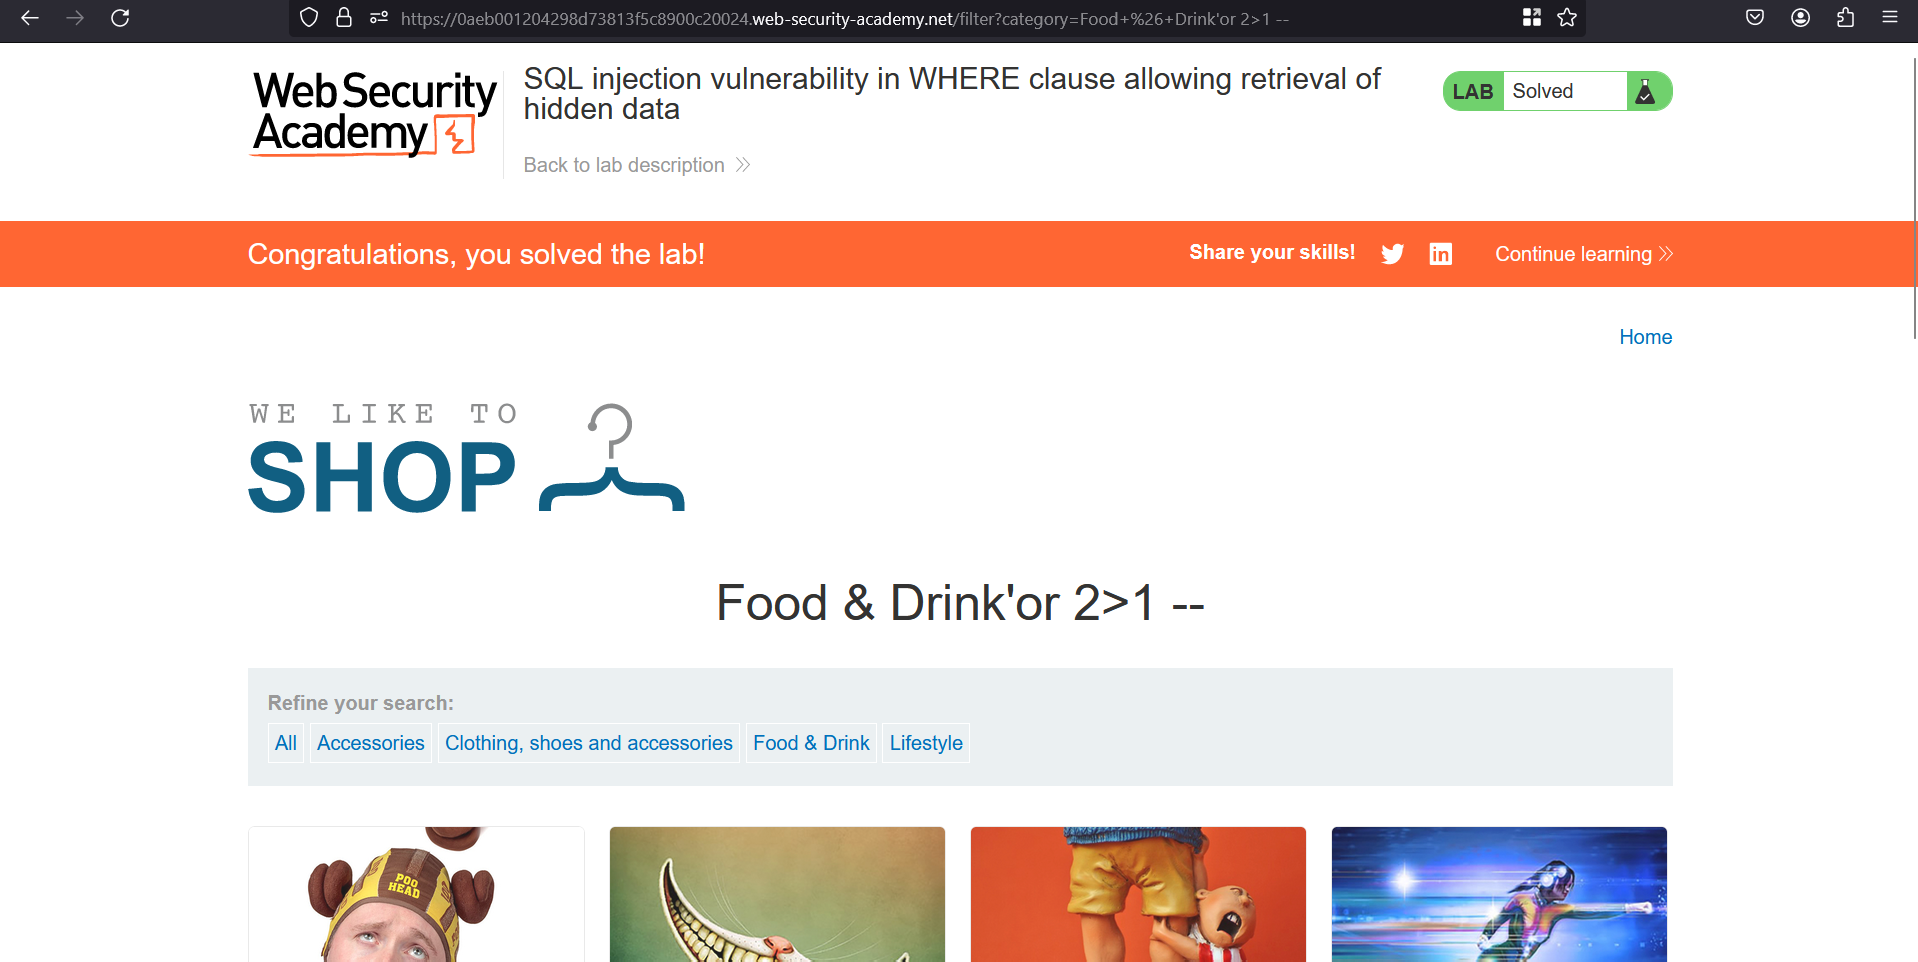 https://0aeb001204298d73813f5c8900c20024.web-security-academy.net/filter?category=Food+%26+Drink'or 2>1 --
Web Security
Academy
SQL injection vulnerability in WHERE clause allowing retrieval of
hidden data
Back to lab description
LAB Solved
Congratulations, you solved the lab!
Share your skills!
Continue learning
Home
WE LIKE TO
SHOP
Food & Drink'or 2>1 --
Refine your search:
All Accessories Clothing, shoes and accessories Food & Drink Lifestyle
POO
HEAD